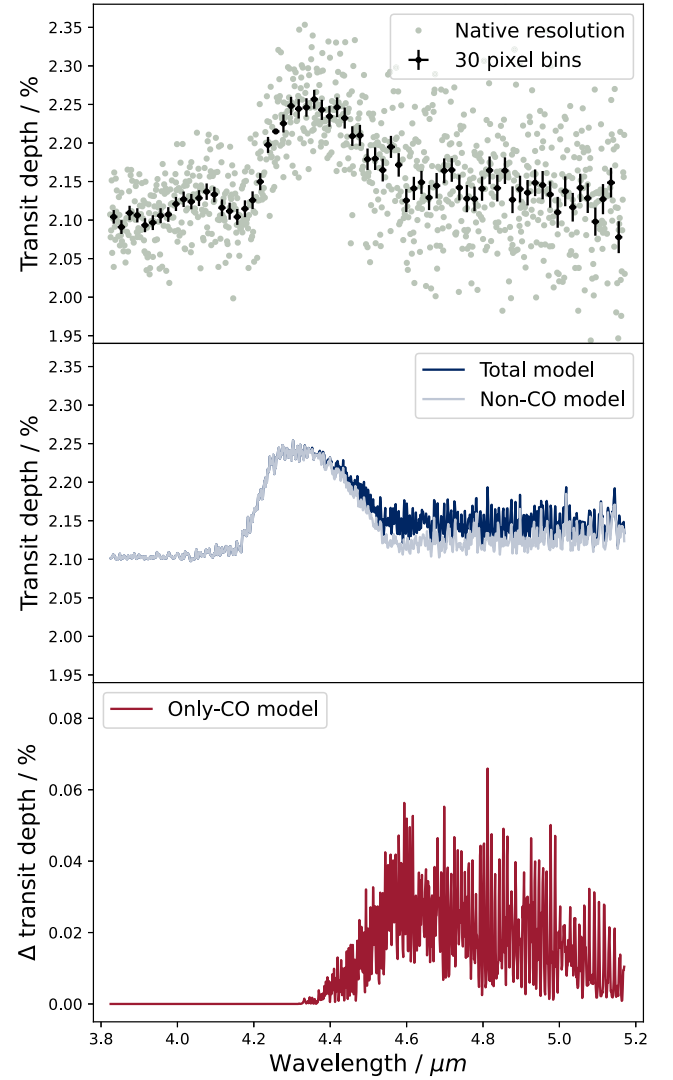 Native resolution
30 pixel bins
Transit depth / %
2.35
2.30
2.25
2.20
2.15
2.10
2.05
2.00
1.95
Total model
Non-CO model
Transit depth / %
2.35
2.30
2.25
2.20
2.15
2.10
2.05
2.00
1.95
Only-CO model
Δ transit depth / %
0.08
0.06
0.04
0.02
0.00
3.8 4.0 4.2 4.4 4.6 4.8 5.0 5.2
Wavelength / μm